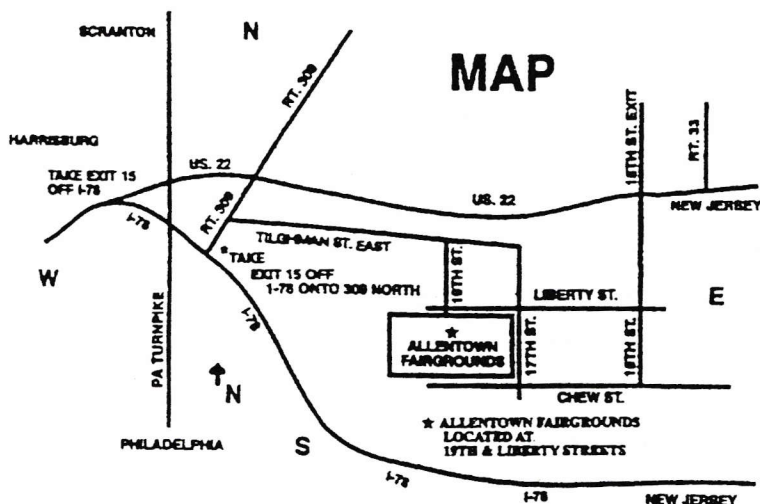 SCRANTON
N
MAP
RT. 309
18TH ST. EXIT
RT. 33
HARRISBURG
TAKE EXIT 15
OFF I-78
US. 22
I-78
RT. 309
US. 22
NEW JERSEY
TILGHMAN ST. EAST
* TAKE
EXIT 15 OFF
I-78 ONTO 309 NORTH
W
19TH ST.
LIBERTY ST.
E
I-78
★
ALLENTOWN
FAIRGROUNDS
17TH ST.
PA TURNPIKE
N
CHEW ST.
★ ALLENTOWN FAIRGROUNDS
LOCATED AT
19TH & LIBERTY STREETS
PHILADELPHIA
S
I-78
I-78
NEW JERSEY